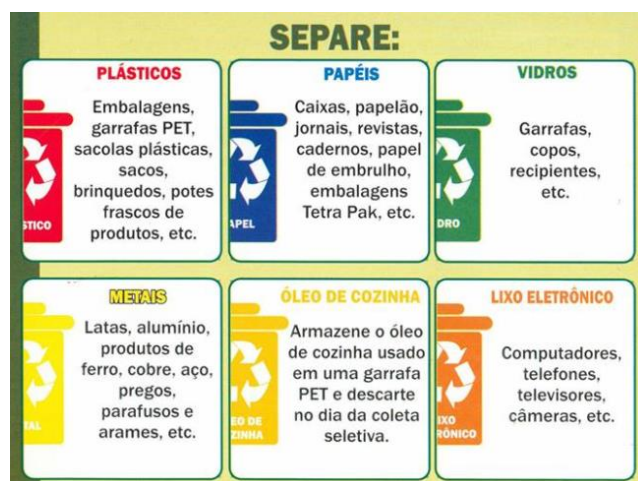 SEPARE:
PLÁSTICOS
Embalagens,
garrafas PET,
sacolas plásticas,
sacos,
brinquedos, potes
frascos de
produtos, etc.
STICO
PAPÉIS
Caixas, papelão,
jornais, revistas,
cadernos, papel
de embrulho,
embalagens
Tetra Pak, etc.
APEL
VIDROS
Garrafas,
copos,
recipientes,
etc.
DRO
METAIS
Latas, alumínio,
produtos de
ferro, cobre, aço,
pregos,
parafusos e
arames, etc.
TAL
ÓLEO DE COZINHA
Armazene o óleo
de cozinha usado
em uma garrafa
PET e descarte
no dia da coleta
seletiva.
EO DE
OZINHA
LIXO ELETRÔNICO
Computadores,
telefones,
televisores,
câmeras, etc.
IXO
RÔNICO